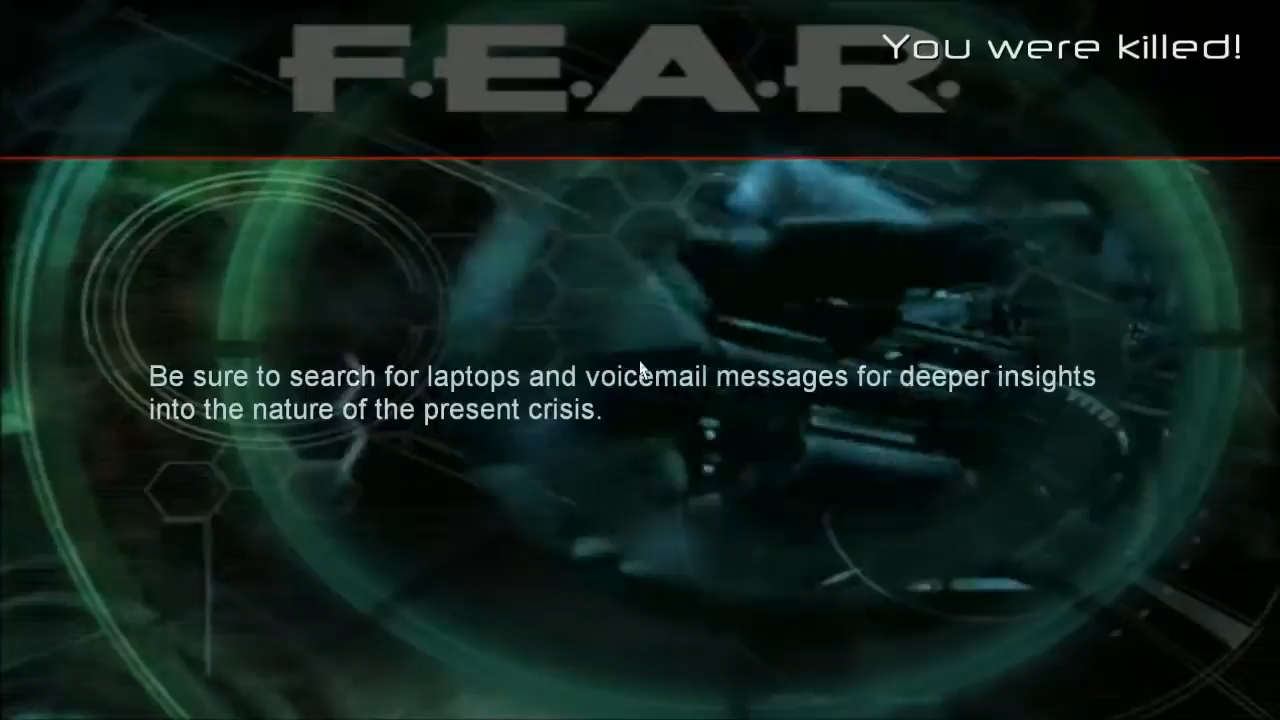 F.E.A.R.
You were killed!
Be sure to search for laptops and voicemail messages for deeper insights
into the nature of the present crisis.